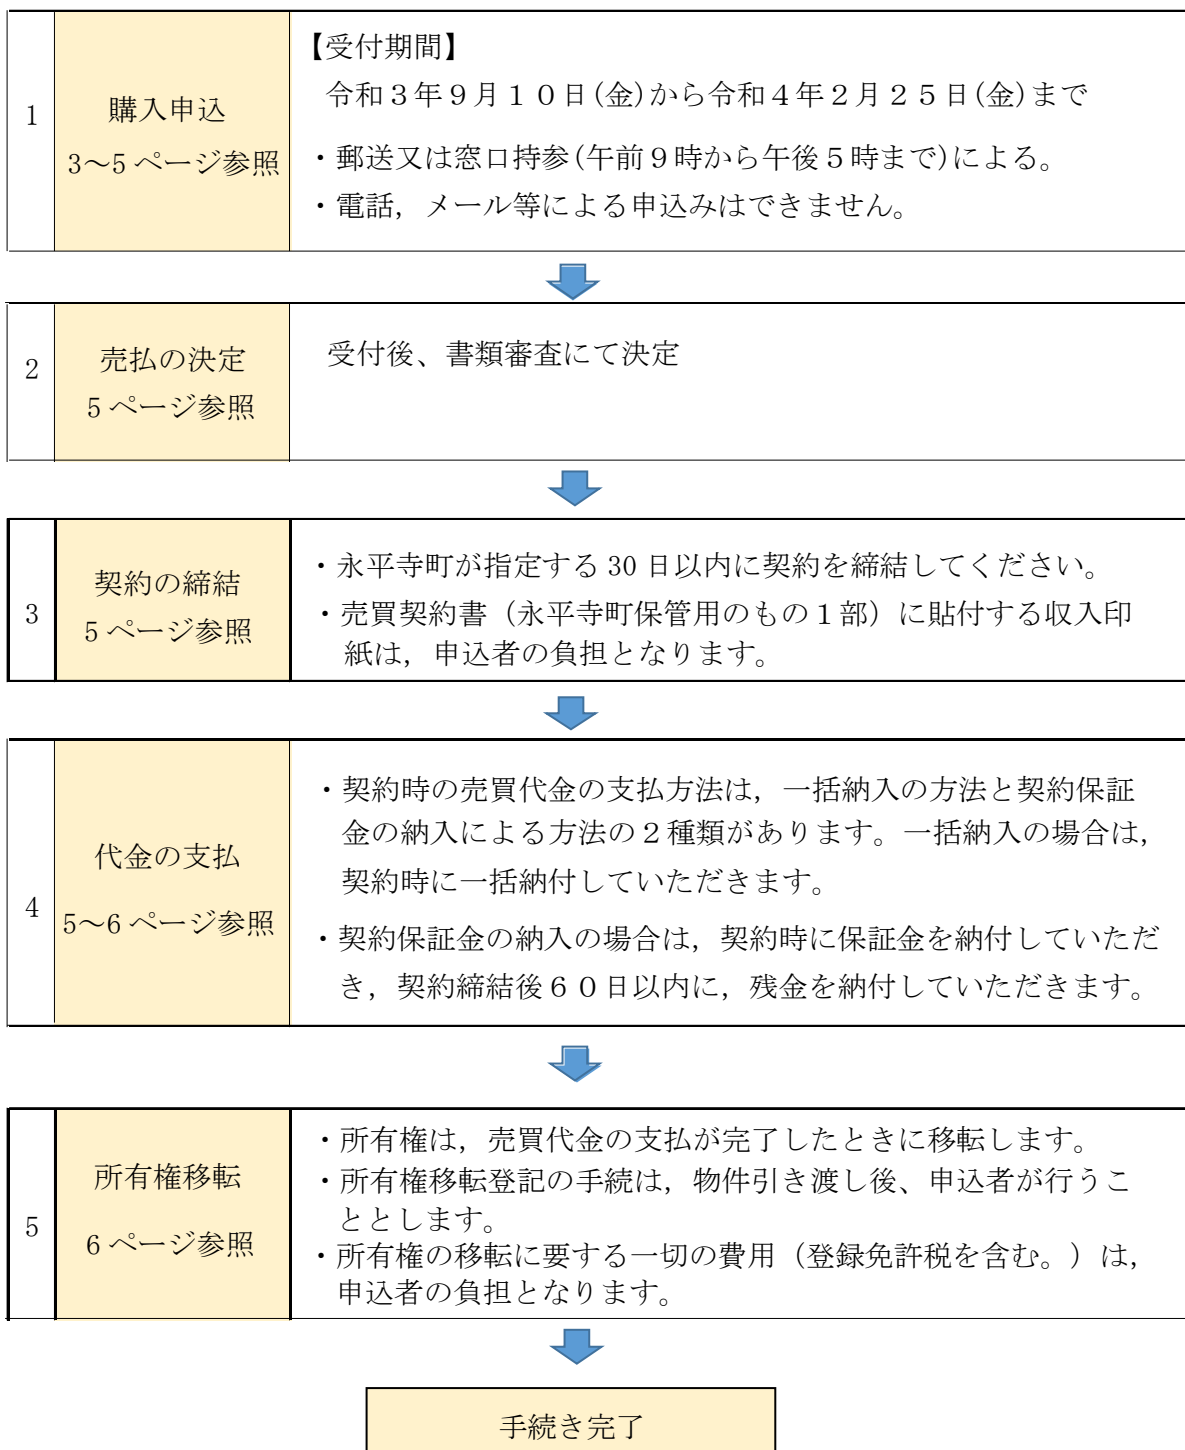 1
購入申込
3～5 ページ参照
【受付期間】
令和３年９月１０日(金)から令和４年２月２５日(金)まで
・郵送又は窓口持参(午前９時から午後５時まで)による。
・電話，メール等による申込みはできません。
2
売払の決定
5 ページ参照
受付後、書類審査にて決定
3
契約の締結
5 ページ参照
・永平寺町が指定する 30 日以内に契約を締結してください。
・売買契約書（永平寺町保管用のもの１部）に貼付する収入印
紙は，申込者の負担となります。
4
代金の支払
5～6 ページ参照
・契約時の売買代金の支払方法は，一括納入の方法と契約保証
金の納入による方法の２種類があります。一括納入の場合は，
契約時に一括納付していただきます。
・契約保証金の納入の場合は，契約時に保証金を納付していただ
き，契約締結後６０日以内に，残金を納付していただきます。
5
所有権移転
6 ページ参照
・所有権は，売買代金の支払が完了したときに移転します。
・所有権移転登記の手続は，物件引き渡し後、申込者が行うこ
ととします。
・所有権の移転に要する一切の費用（登録免許税を含む。）は，
申込者の負担となります。
手続き完了